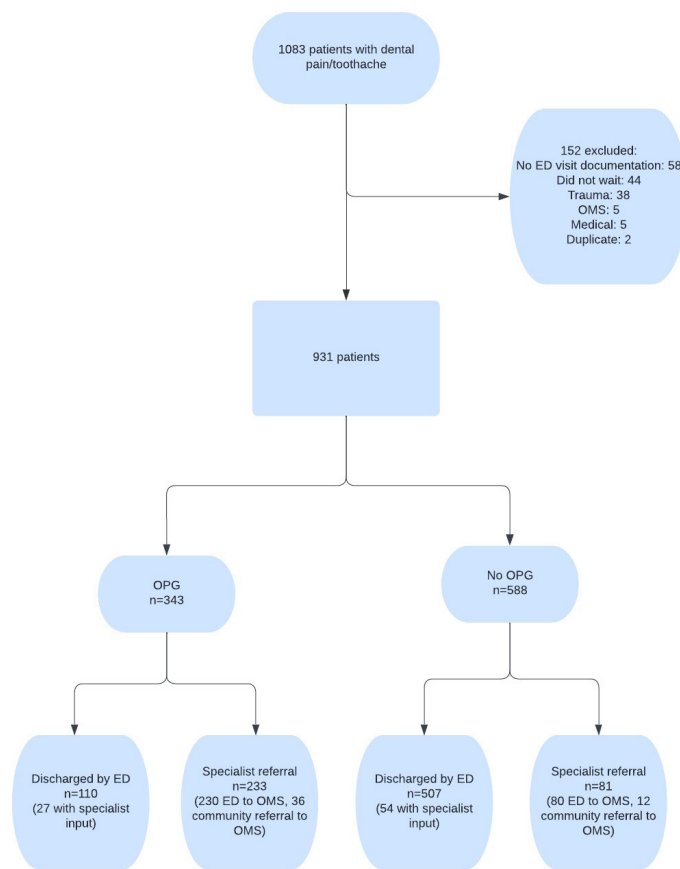 1083 patients with dental
pain/toothache
152 excluded:
No ED visit documentation: 58
Did not wait: 44
Trauma: 38
OMS: 5
Medical: 5
Duplicate: 2
931 patients
OPG
n=343
No OPG
n=588
Discharged by ED
n=110
(27 with specialist
input)
Specialist referral
n=233
(230 ED to OMS, 36
community referral to
OMS)
Discharged by ED
n=507
(54 with specialist
input)
Specialist referral
n=81
(80 ED to OMS, 12
community referral to
OMS)